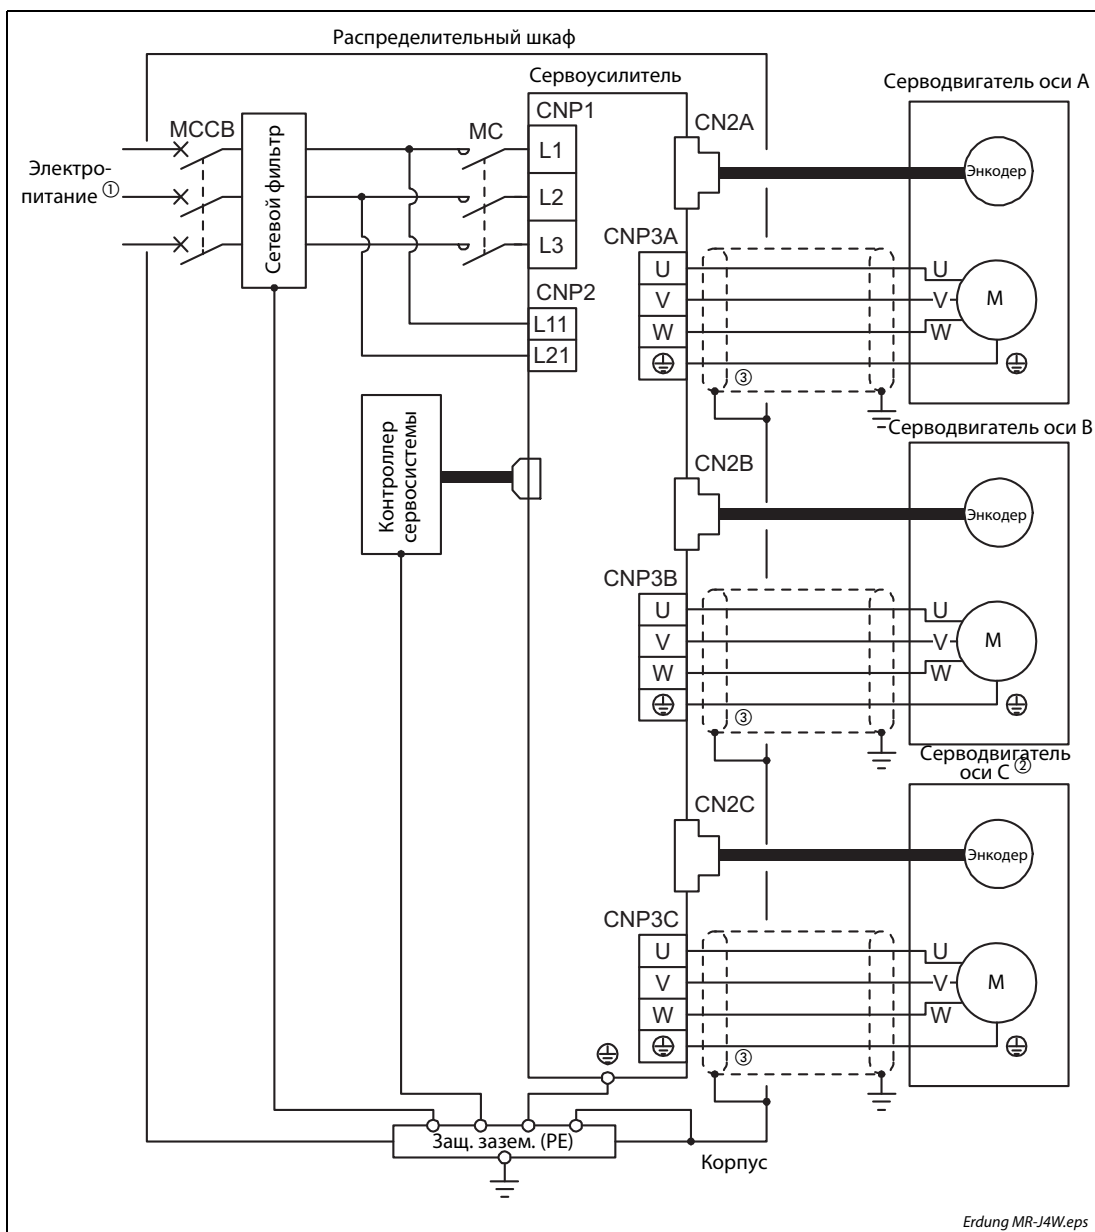 Распределительный шкаф
Сервоусилитель
Серводвигатель оси А
MCCB
Сетевой фильтр
MC
CNP1
L1
L2
L3
CN2A
Энкодер
Электро-
питание ①
CNP3A
U
V
W
U
V
W
M
③
CNP2
L11
L21
Контроллер
сервосистемы
Серводвигатель оси В
CN2B
Энкодер
CNP3B
U
V
W
U
V
W
M
③
Серводвигатель
оси С ②
CN2C
Энкодер
CNP3C
U
V
W
U
V
W
M
③
Защ. зазем. (PE)
Корпус
Erdung MR-J4W.eps